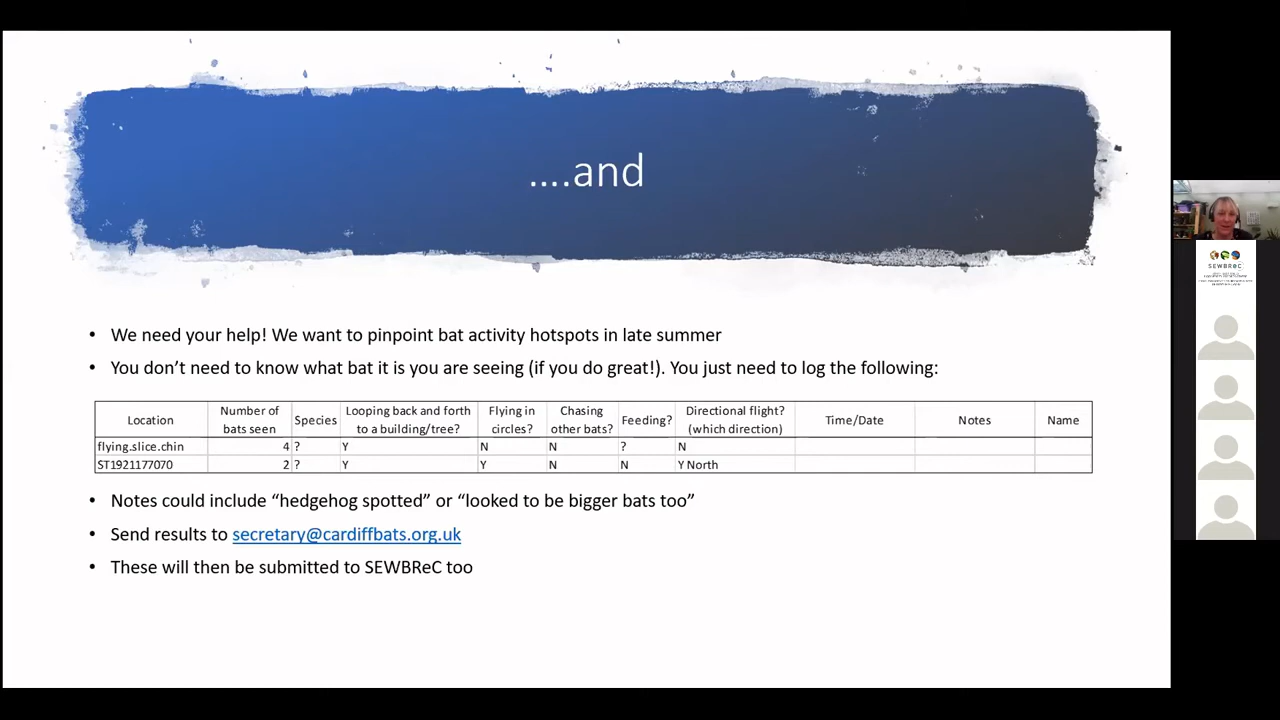 ....and
• We need your help! We want to pinpoint bat activity hotspots in late summer
• You don’t need to know what bat it is you are seeing (if you do great!). You just need to log the following:
Location Number of bats seen Species Looping back and forth to a building/tree? Flying in circles? Chasing other bats? Feeding? Directional flight? (which direction) Time/Date Notes Name
flying.slice.chin 4 ? Y N N ? N
ST1921177070 2 ? Y Y N N Y North
• Notes could include “hedgehog spotted” or “looked to be bigger bats too”
• Send results to secretary@cardiffbats.org.uk
• These will then be submitted to SEWBReC too
SEWBReC